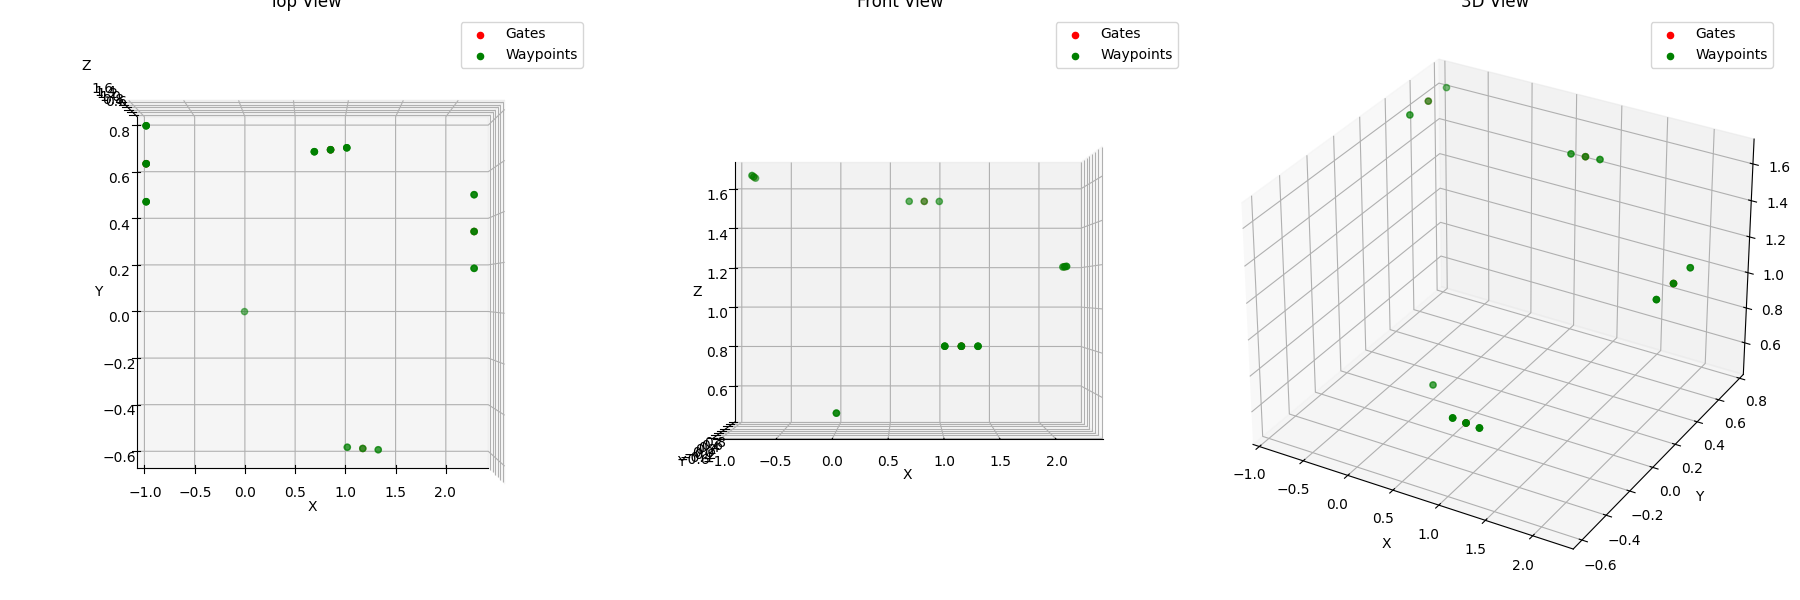 Top View
Gates
Waypoints
Z
0.8
0.6
0.4
0.2
Y
0.0
−0.2
−0.4
−0.6
−1.0 −0.5 0.0 0.5 1.0 1.5 2.0
X
Front View
Gates
Waypoints
1.6
1.4
1.2
Z
1.0
0.8
0.6
Y
−1.0 −0.5 0.0 0.5 1.0 1.5 2.0
X
3D View
Gates
Waypoints
1.6
1.4
1.2
1.0
0.8
0.6
0.8
0.6
0.4
0.2
0.0
Y
−0.2
−0.4
−0.6
−1.0
−0.5
0.0
0.5
1.0
1.5
2.0
X